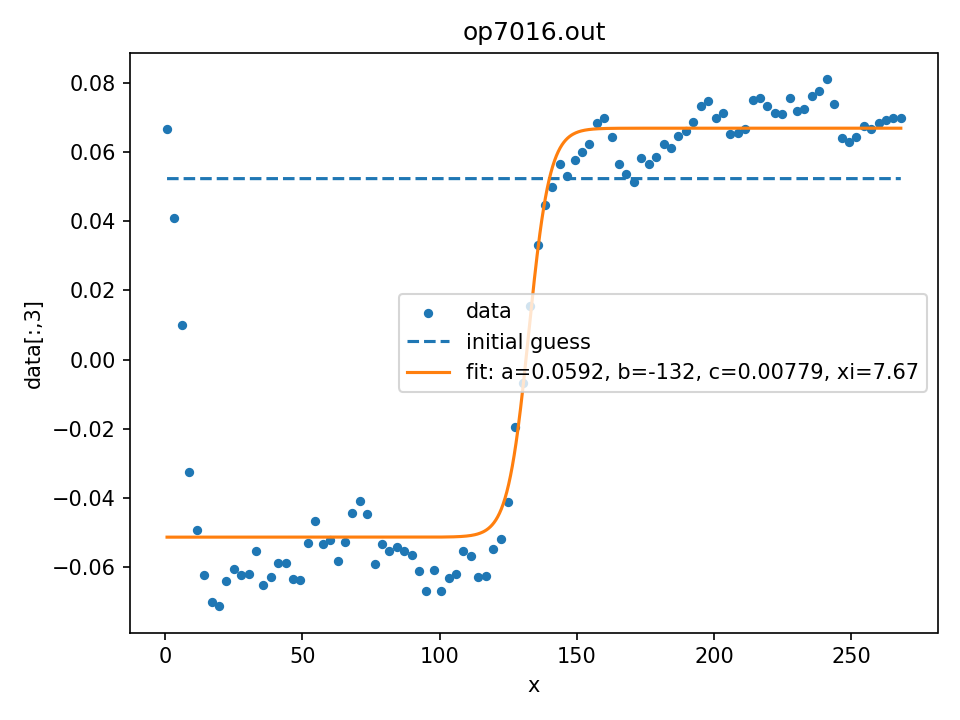 op7016.out
0.08
0.06
0.04
0.02
0.00
−0.02
−0.04
−0.06
data[:,3]
data
initial guess
fit: a=0.0592, b=-132, c=0.00779, xi=7.67
0 50 100 150 200 250
x